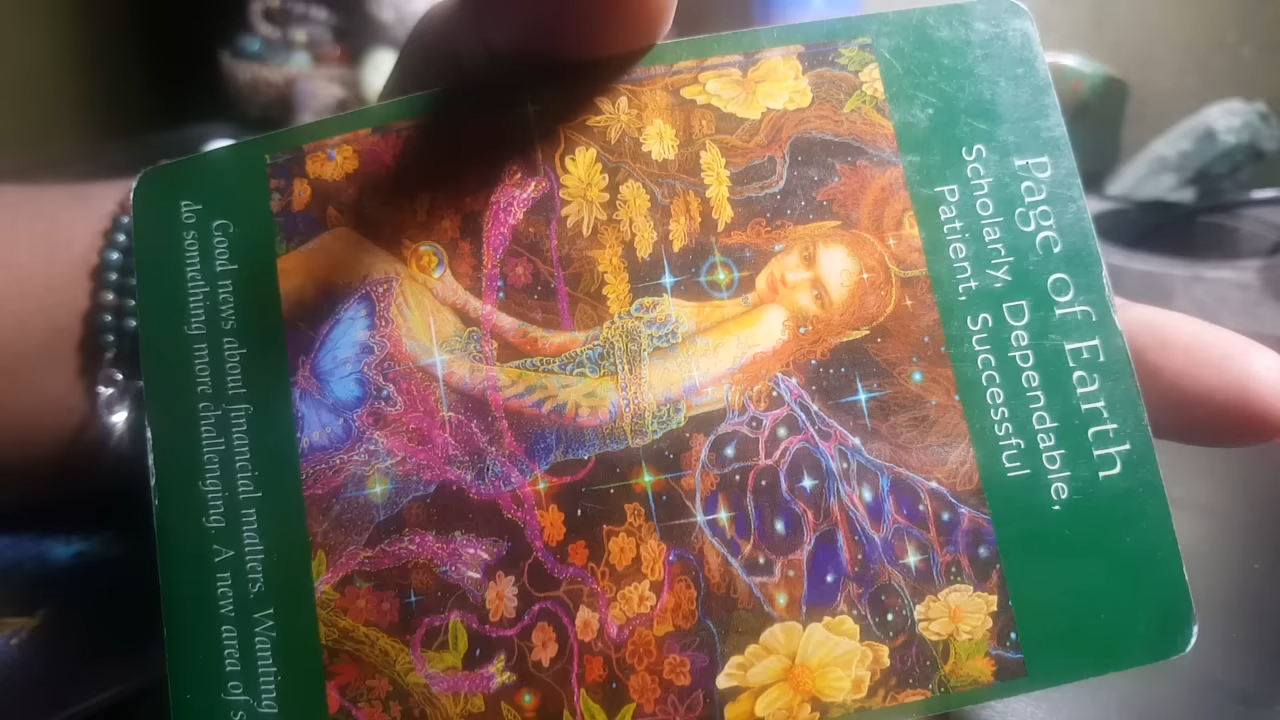 Page of Earth
Scholarly, Dependable,
Patient, Successful
Good news about financial matters. Wanting
do something more challenging. A new area of